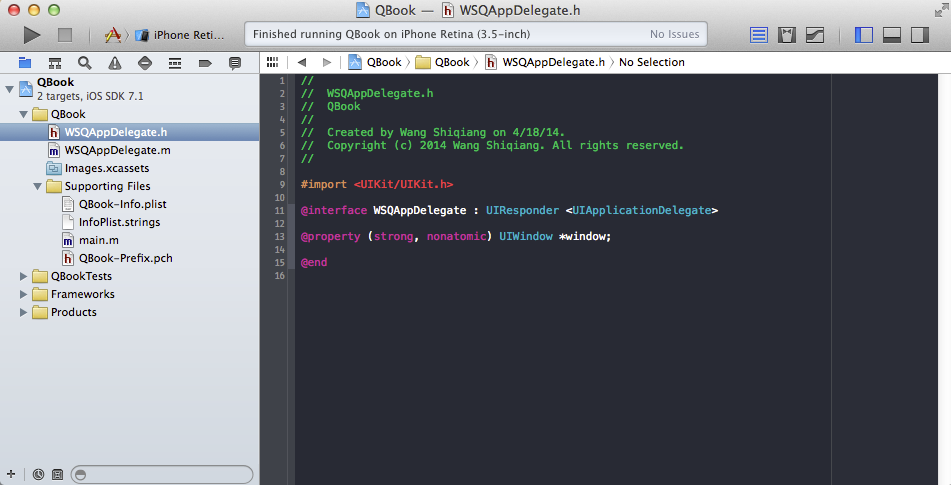 QBook — WSQAppDelegate.h
iPhone Reti...
Finished running QBook on iPhone Retina (3.5-inch)
No Issues
QBook
2 targets, iOS SDK 7.1
QBook
WSQAppDelegate.h
WSQAppDelegate.m
Images.xcassets
Supporting Files
QBook-Info.plist
InfoPlist.strings
main.m
QBook-Prefix.pch
QBookTests
Frameworks
Products
QBook QBook WSQAppDelegate.h No Selection
1 //
2 //  WSQAppDelegate.h
3 //  QBook
4 //
5 //  Created by Wang Shiqiang on 4/18/14.
6 //  Copyright (c) 2014 Wang Shiqiang. All rights reserved.
7 //
8
9 #import <UIKit/UIKit.h>
10
11 @interface WSQAppDelegate : UIResponder <UIApplicationDelegate>
12
13 @property (strong, nonatomic) UIWindow *window;
14
15 @end
16